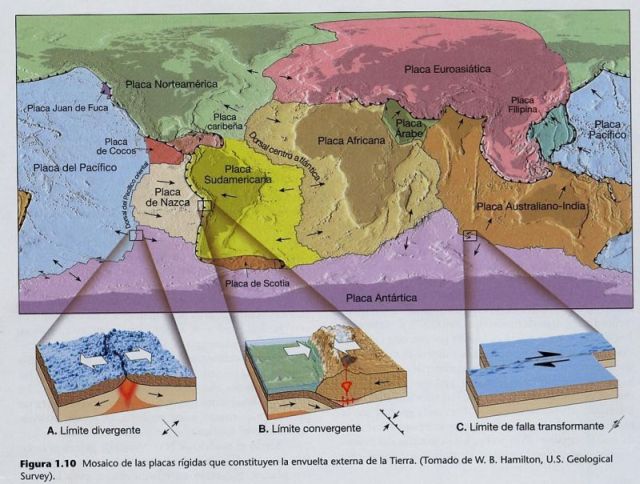 Placa Norteamérica
Placa Euroasiática
Placa Juan de Fuca
Placa
caribeña
Placa
Filipina
Placa
Arabe
Placa
Pacífico
Placa
de Cocos
Dorsal centro atlántica
Placa Africana
Placa del Pacífico
Placa
Sudamericana
Dorsal del Pacífico oriental
Placa
de Nazca
Placa Australiano-India
Placa de Scotia
Placa Antártica
A. Límite divergente
B. Límite convergente
C. Límite de falla transformante
Figura 1.10 Mosaico de las placas rígidas que constituyen la envuelta externa de la Tierra. (Tomado de W. B. Hamilton, U.S. Geological
Survey).